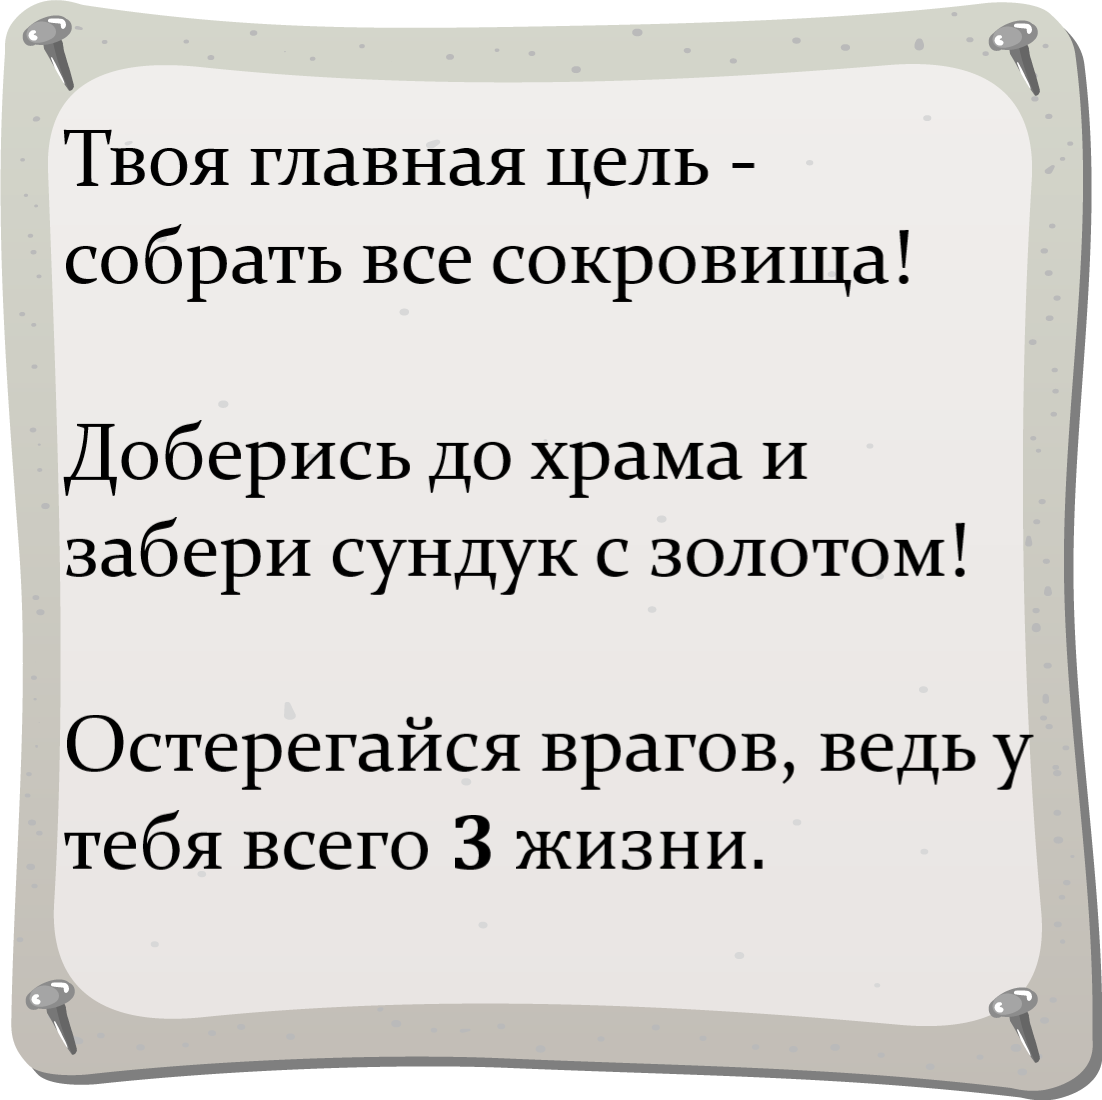 Твоя главная цель -
собрать все сокровища!
Доберись до храма и
забери сундук с золотом!
Остерегайся врагов, ведь у
тебя всего 3 жизни.